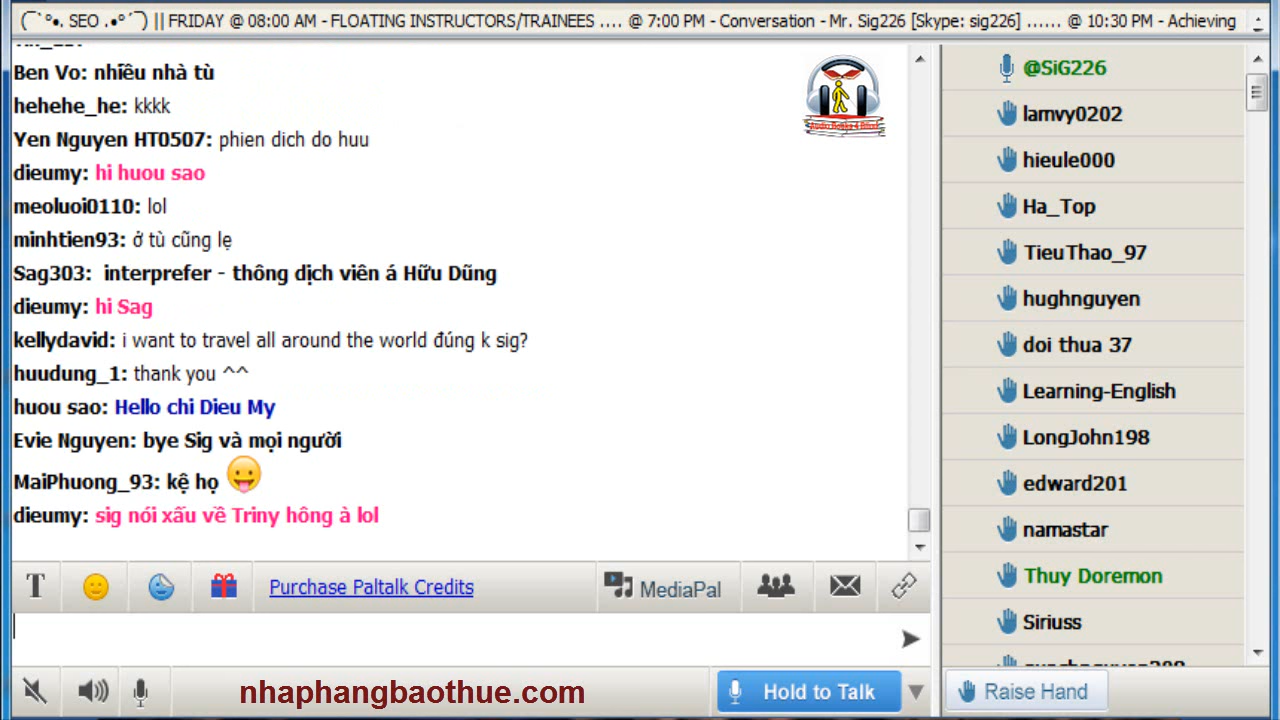 (¯`°•. SEO .•°´¯) || FRIDAY @ 08:00 AM - FLOATING INSTRUCTORS/TRAINEES .... @ 7:00 PM - Conversation - Mr. Sig226 [Skype: sig226] ...... @ 10:30 PM - Achieving
Ben Vo: nhiều nhà tù
hehehe_he: kkkk
Yen Nguyen HT0507: phien dich do huu
dieumy: hi huou sao
meoluoi0110: lol
minhtien93: ở tù cũng lẹ
Sag303: interprefer - thông dịch viên á Hữu Dũng
dieumy: hi Sag
kellydavid: i want to travel all around the world đúng k sig?
huudung_1: thank you ^^
huou sao: Hello chi Dieu My
Evie Nguyen: bye Sig và mọi người
MaiPhuong_93: kệ họ
dieumy: sig nói xấu về Triny hông à lol
Purchase Paltalk Credits
MediaPal
nhaphangbaothue.com
Hold to Talk
@SiG226
lamvy0202
hieule000
Ha_Top
TieuThao_97
hughnguyen
doi thua 37
Learning-English
LongJohn198
edward201
namastar
Thuy Doremon
Siriuss
Raise Hand